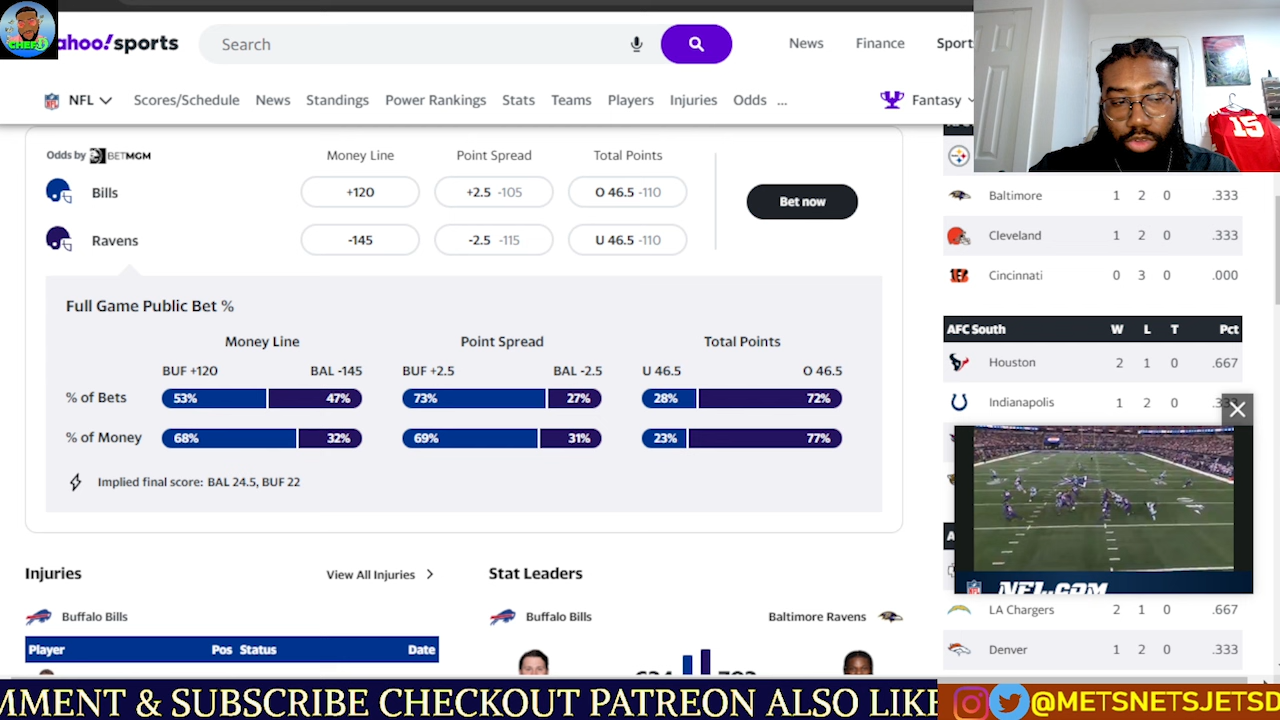 CHEF J
yahoo!sports
Search
News Finance Sport
NFL Scores/Schedule News Standings Power Rankings Stats Teams Players Injuries Odds ... Fantasy
15
Odds by BETMGM Money Line Point Spread Total Points
Bills +120 +2.5 -105 O 46.5 -110
Bet now
Ravens -145 -2.5 -115 U 46.5 -110
Full Game Public Bet %
Money Line Point Spread Total Points
BUF +120 BAL -145 BUF +2.5 BAL -2.5 U 46.5 O 46.5
% of Bets 53% 47% 73% 27% 28% 72%
% of Money 68% 32% 69% 31% 23% 77%
Implied final score: BAL 24.5, BUF 22
Injuries View All Injuries
Buffalo Bills
Player Pos Status Date
Stat Leaders
Buffalo Bills Baltimore Ravens
Baltimore 1 2 0 .333
Cleveland 1 2 0 .333
Cincinnati 0 3 0 .000
AFC South W L T Pct
Houston 2 1 0 .667
Indianapolis 1 2 0 .333
NFL.COM
LA Chargers 2 1 0 .667
Denver 1 2 0 .333
MMENT & SUBSCRIBE CHECKOUT PATREON ALSO LIKE
@METSNETSJETSD